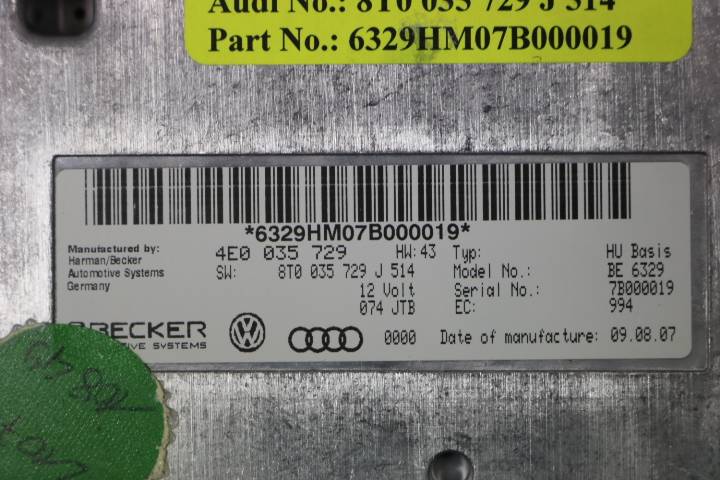 Audi No.: 8T0 035 729 J 514
Part No.: 6329HM07B000019
*6329HM07B000019*
Manufactured by:
Harman/Becker
Automotive Systems
Germany
4E0 035 729 HW: 43 Typ: HU Basis
SW: 8T0 035 729 J 514 Model No.: BE 6329
12 Volt Serial No.: 7B000019
074 JTB EC: 994
BECKER
SYSTEMS
0000 Date of manufacture: 09.08.07